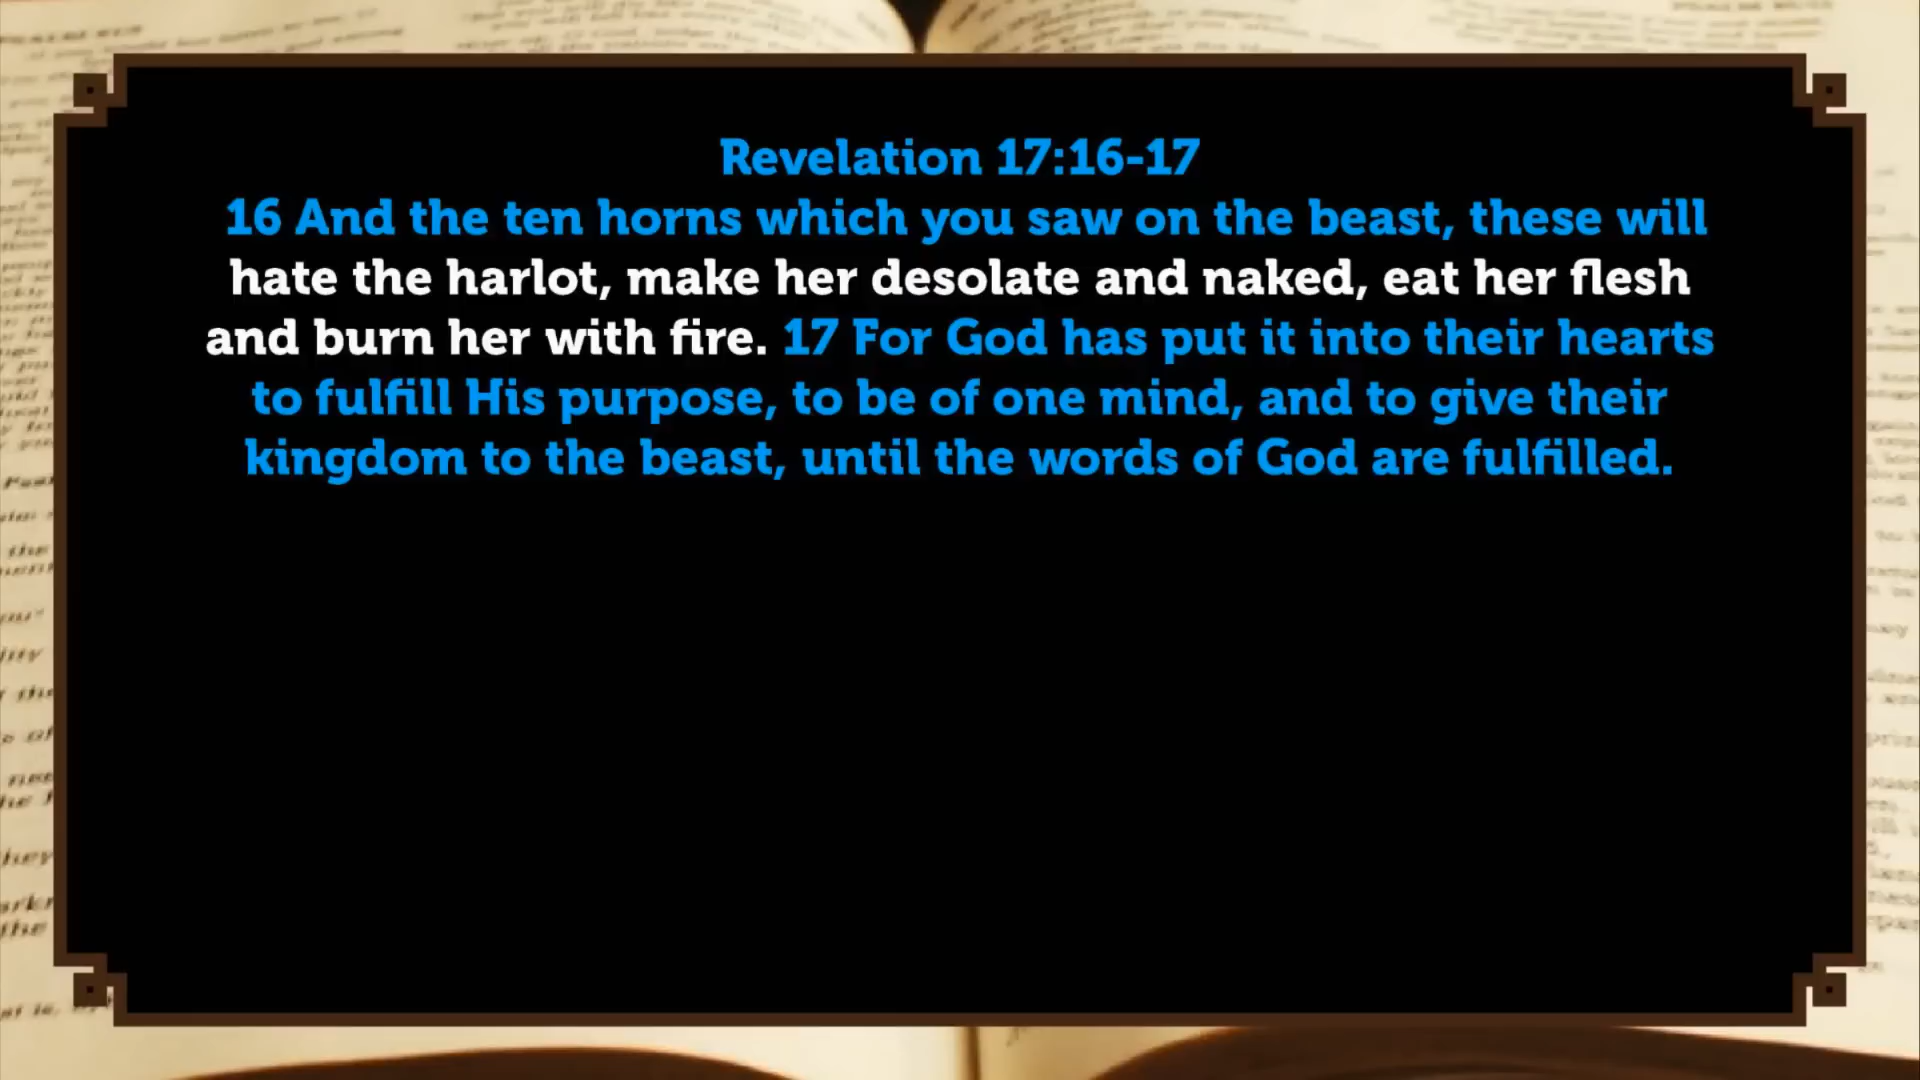 Revelation 17:16-17
16 And the ten horns which you saw on the beast, these will
hate the harlot, make her desolate and naked, eat her flesh
and burn her with fire. 17 For God has put it into their hearts
to fulfill His purpose, to be of one mind, and to give their
kingdom to the beast, until the words of God are fulfilled.